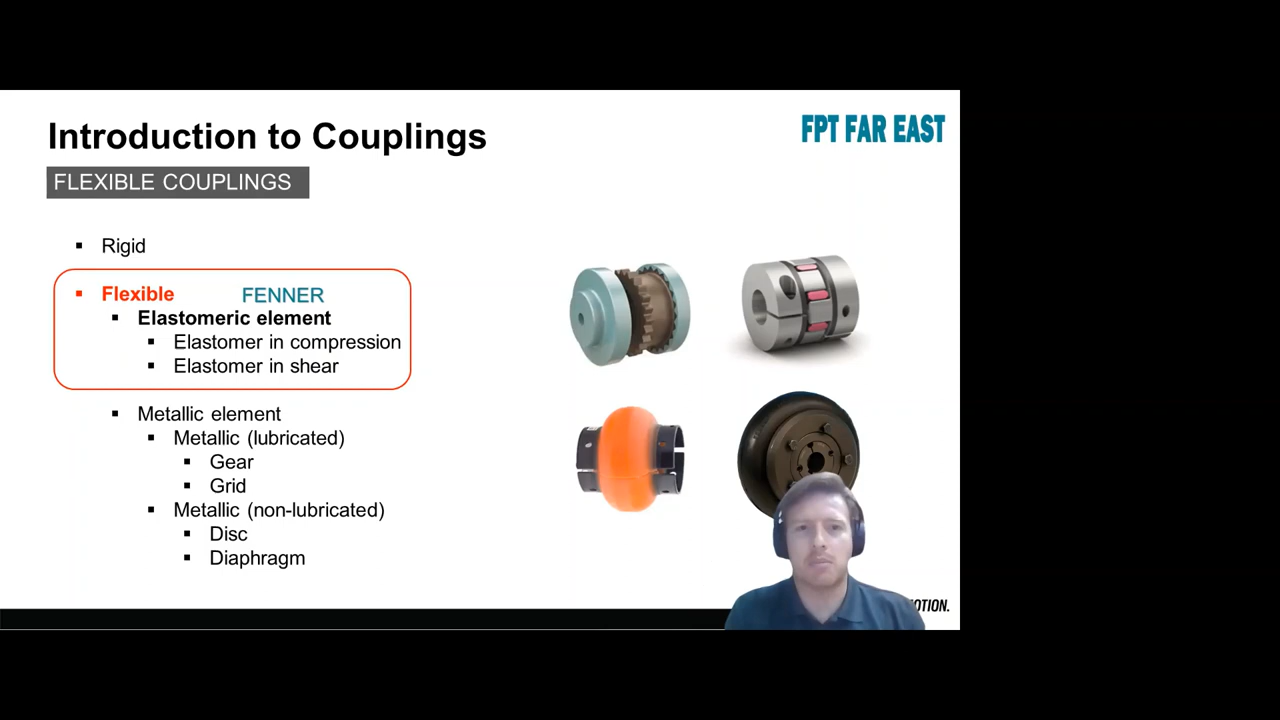 Introduction to Couplings
FPT FAR EAST
FLEXIBLE COUPLINGS
Rigid
Flexible
FENNER
Elastomeric element
Elastomer in compression
Elastomer in shear
Metallic element
Metallic (lubricated)
Gear
Grid
Metallic (non-lubricated)
Disc
Diaphragm